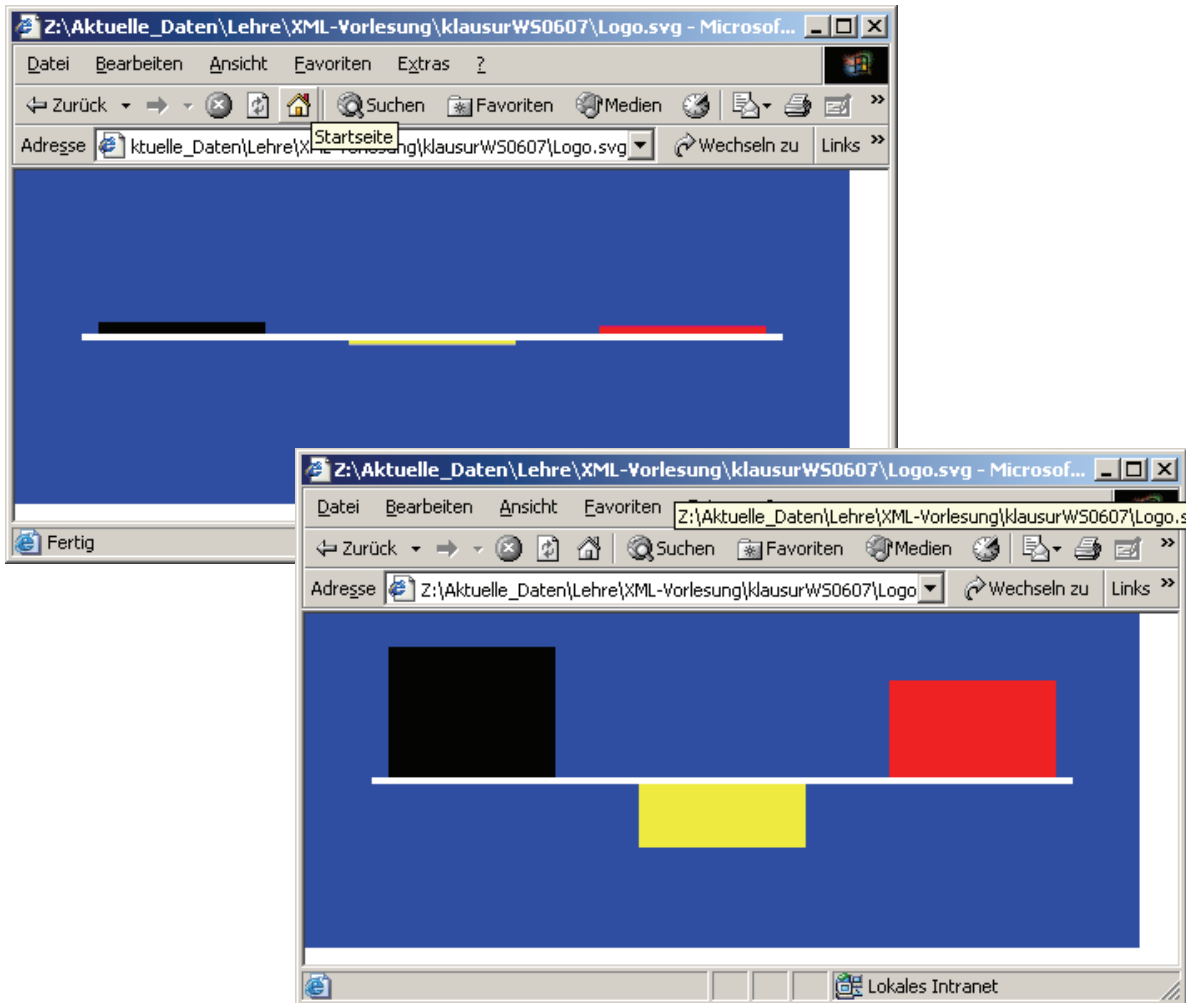 Z:\Aktuelle_Daten\Lehre\XML-Vorlesung\klausurWS0607\Logo.svg - Microsof...
Datei Bearbeiten Ansicht Favoriten Extras ?
Zurück Suchen Favoriten Medien »
Adresse ktuelle_Daten\Lehre\XML-Vorlesung\klausurWS0607\Logo.svg Wechseln zu Links »
Startseite
Fertig
Z:\Aktuelle_Daten\Lehre\XML-Vorlesung\klausurWS0607\Logo.svg - Microsof...
Datei Bearbeiten Ansicht Favoriten
Z:\Aktuelle_Daten\Lehre\XML-Vorlesung\klausurWS0607\Logo.s
Zurück Suchen Favoriten Medien »
Adresse Z:\Aktuelle_Daten\Lehre\XML-Vorlesung\klausurWS0607\Logo Wechseln zu Links »
Lokales Intranet